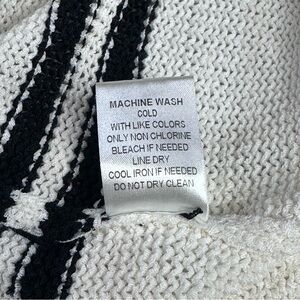 MACHINE WASH
COLD
WITH LIKE COLORS
ONLY NON CHLORINE
BLEACH IF NEEDED
LINE DRY
COOL IRON IF NEEDED
DO NOT DRY CLEAN